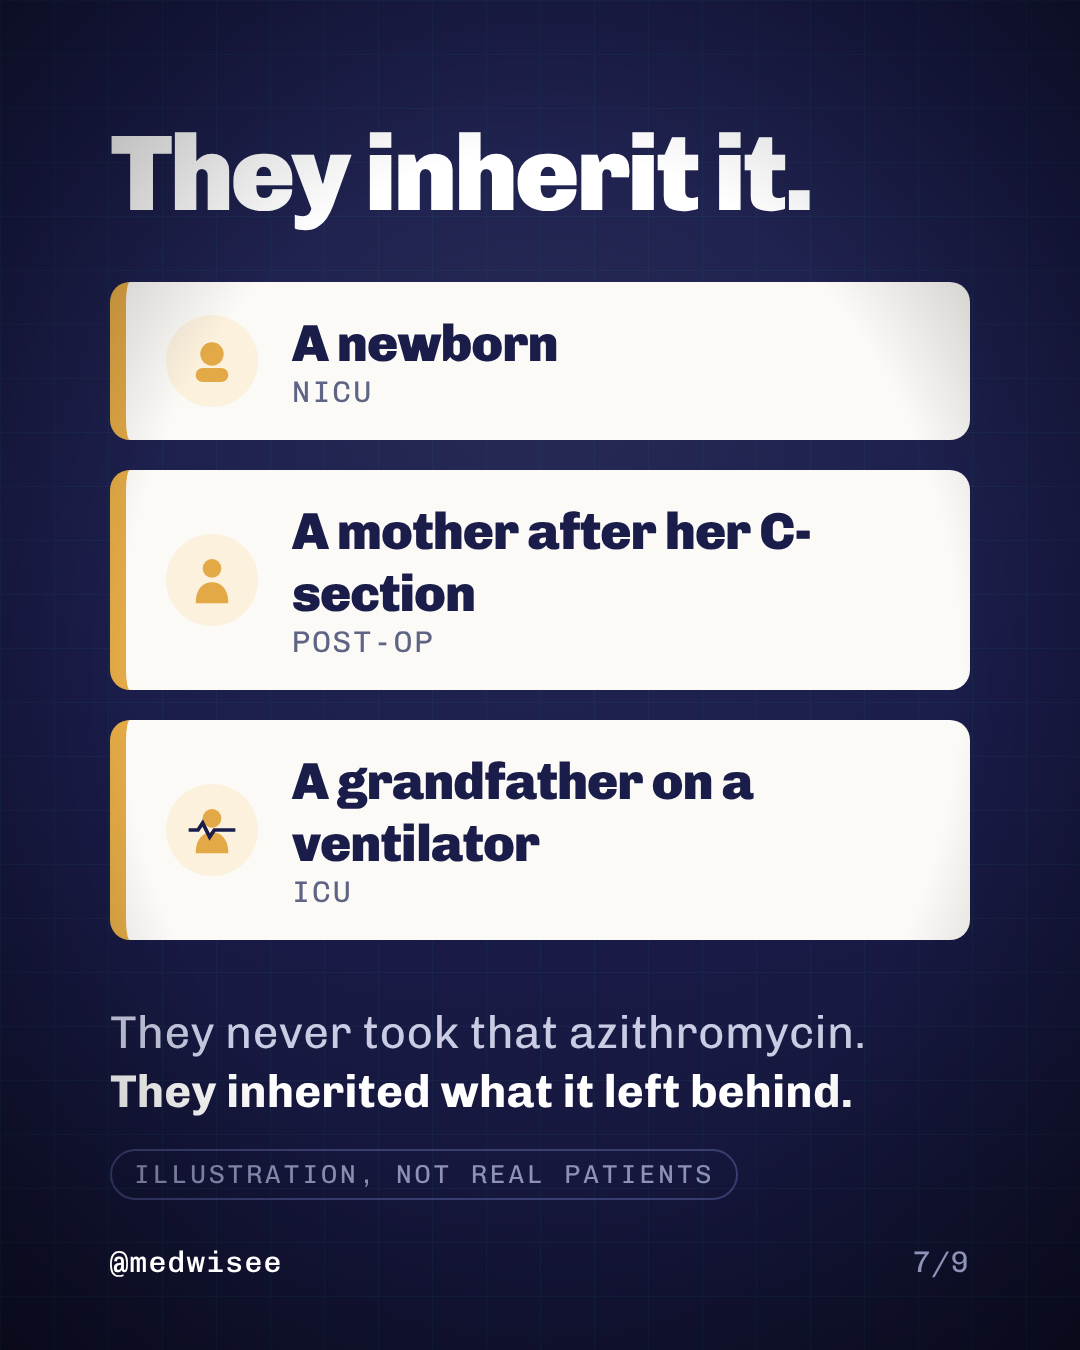 They inherit it.
A newborn
NICU
A mother after her C-
section
POST-OP
A grandfather on a
ventilator
ICU
They never took that azithromycin.
They inherited what it left behind.
ILLUSTRATION, NOT REAL PATIENTS
@medwisee
7/9